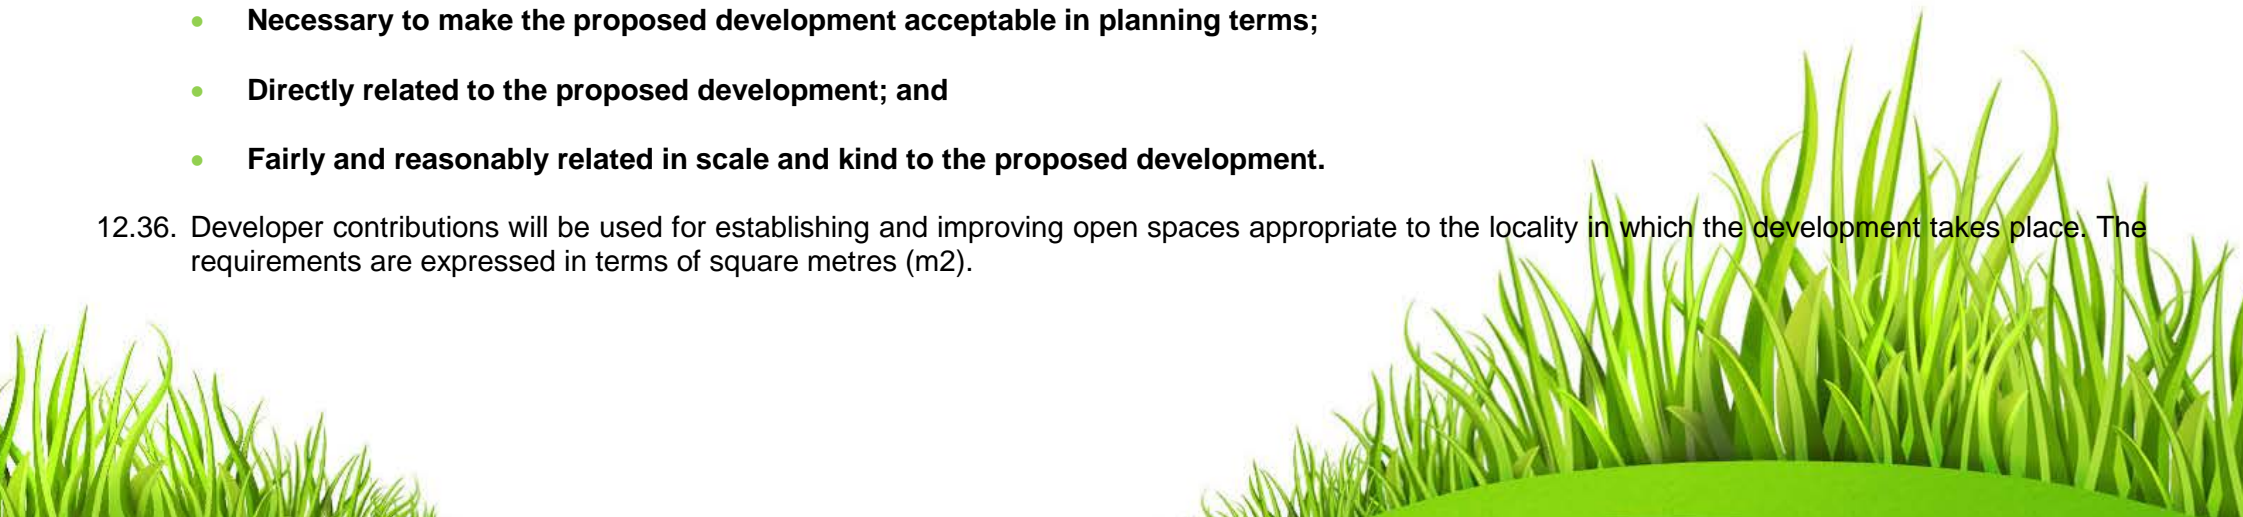 • Necessary to make the proposed development acceptable in planning terms;
• Directly related to the proposed development; and
• Fairly and reasonably related in scale and kind to the proposed development.
12.36. Developer contributions will be used for establishing and improving open spaces appropriate to the locality in which the development takes place. The
requirements are expressed in terms of square metres (m2).